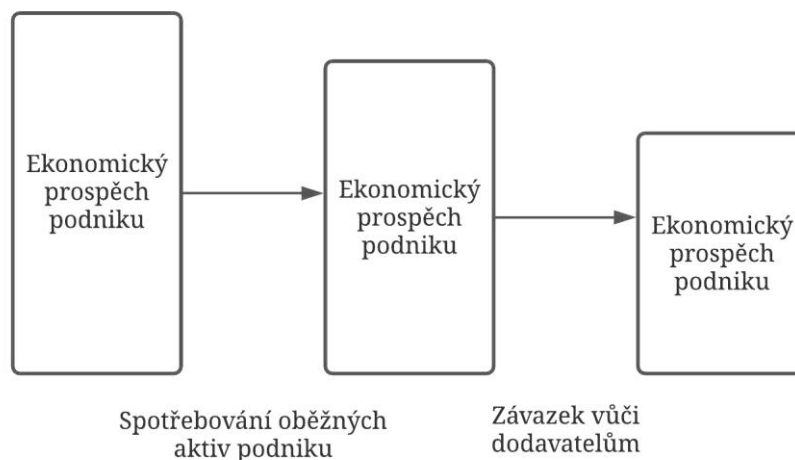 Ekonomický
prospěch
podniku
Ekonomický
prospěch
podniku
Ekonomický
prospěch
podniku
Spotřebování oběžných
aktiv podniku
Závazek vůči
dodavatelům